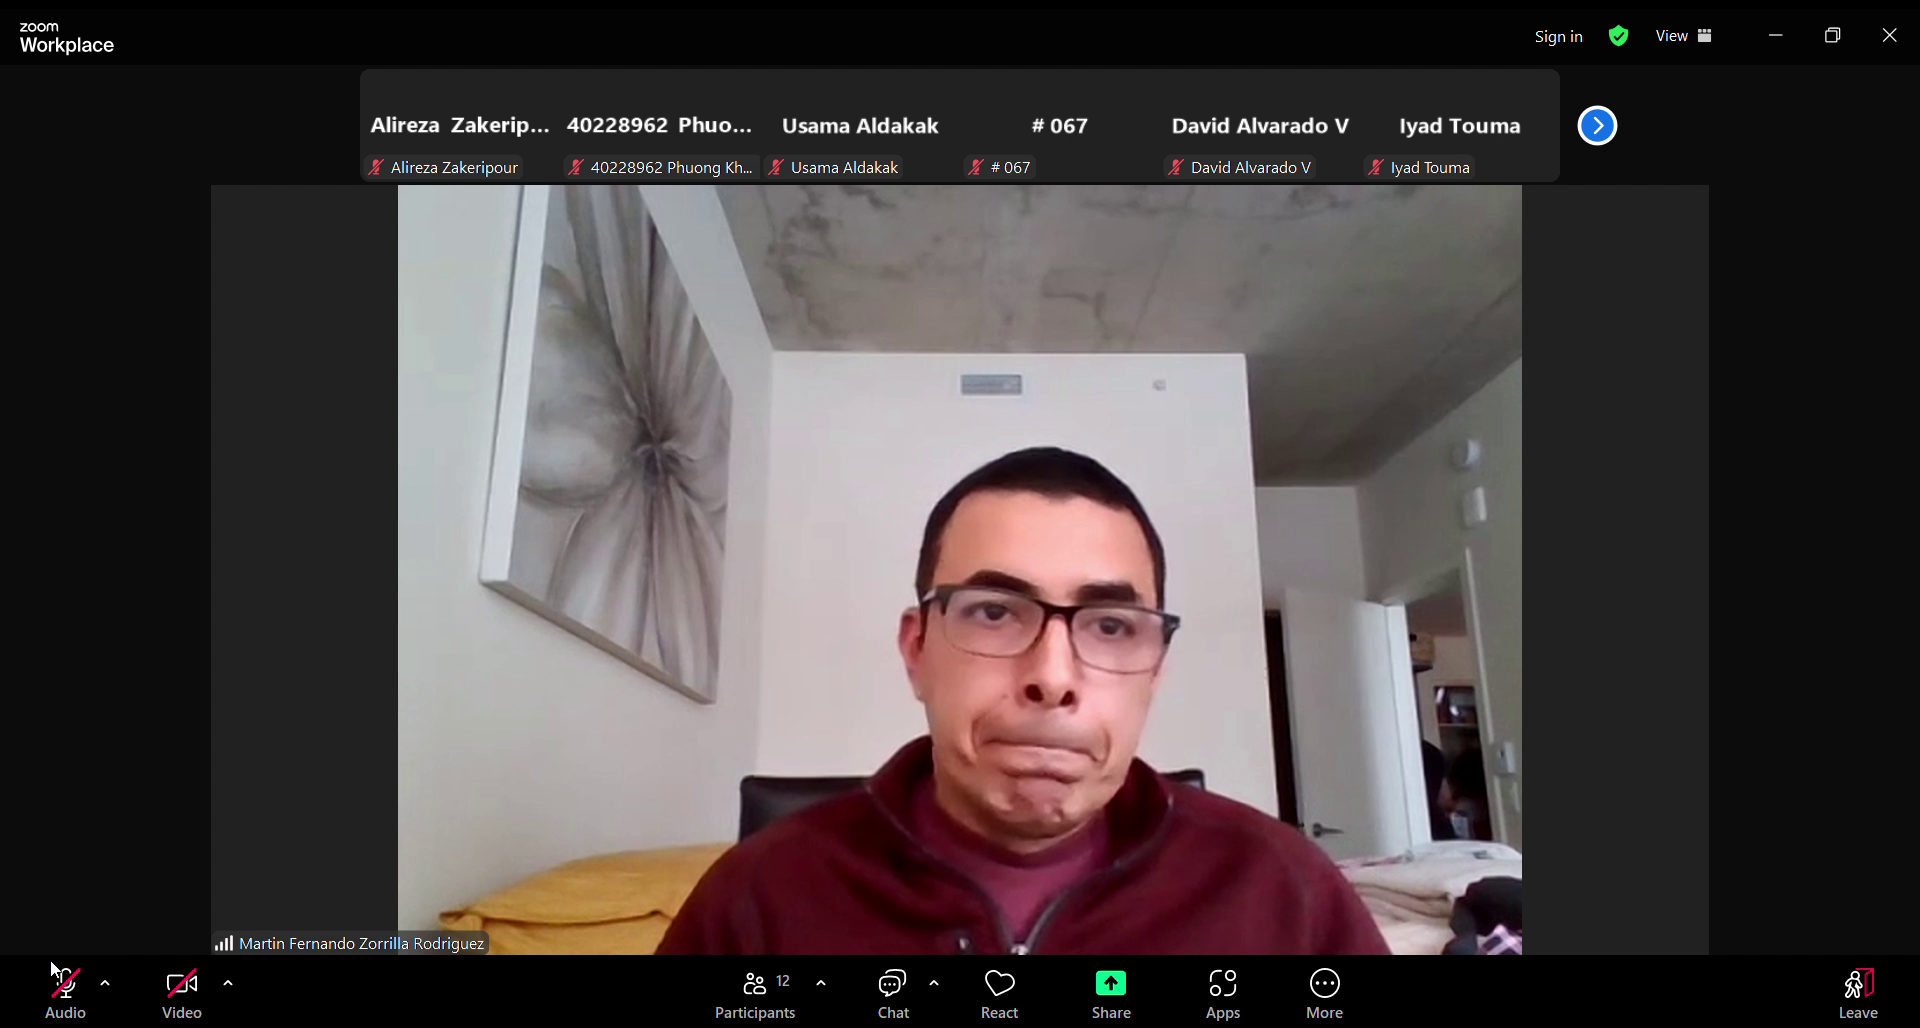 zoom
Workplace
Sign in
View
Alireza Zakerip...
40228962 Phuo...
Usama Aldakak
# 067
David Alvarado V
Iyad Touma
Alireza Zakeripour
40228962 Phuong Kh...
Usama Aldakak
# 067
David Alvarado V
Iyad Touma
Martin Fernando Zorrilla Rodriguez
Audio
Video
12
Participants
Chat
React
Share
Apps
More
Leave